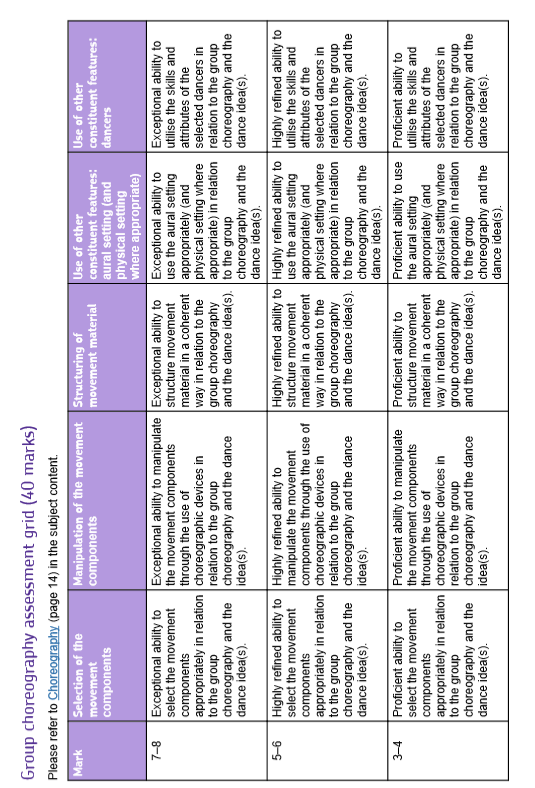 Group choreography assessment grid (40 marks)
Please refer to Choreography (page 14) in the subject content.
Mark
Selection of the
movement
components
Manipulation of the movement
components
Structuring of
movement material
Use of other
constituent features:
aural setting (and
physical setting
where appropriate)
Use of other
constituent features:
dancers
7–8
Exceptional ability to
select the movement
components
appropriately in relation
to the group
choreography and the
dance idea(s).
Exceptional ability to manipulate
the movement components
through the use of
choreographic devices in
relation to the group
choreography and the dance
idea(s).
Exceptional ability to
structure movement
material in a coherent
way in relation to the
group choreography
and the dance idea(s).
Exceptional ability to
use the aural setting
appropriately (and
physical setting where
appropriate) in relation
to the group
choreography and the
dance idea(s).
Exceptional ability to
utilise the skills and
attributes of the
selected dancers in
relation to the group
choreography and the
dance idea(s).
5–6
Highly refined ability to
select the movement
components
appropriately in relation
to the group
choreography and the
dance idea(s).
Highly refined ability to
manipulate the movement
components through the use of
choreographic devices in
relation to the group
choreography and the dance
idea(s).
Highly refined ability to
structure movement
material in a coherent
way in relation to the
group choreography
and the dance idea(s).
Highly refined ability to
use the aural setting
appropriately (and
physical setting where
appropriate) in relation
to the group
choreography and the
dance idea(s).
Highly refined ability to
utilise the skills and
attributes of the
selected dancers in
relation to the group
choreography and the
dance idea(s).
3–4
Proficient ability to
select the movement
components
appropriately in relation
to the group
choreography and the
dance idea(s).
Proficient ability to manipulate
the movement components
through the use of
choreographic devices in
relation to the group
choreography and the dance
idea(s).
Proficient ability to
structure movement
material in a coherent
way in relation to the
group choreography
and the dance idea(s).
Proficient ability to use
the aural setting
appropriately (and
physical setting where
appropriate) in relation
to the group
choreography and the
dance idea(s).
Proficient ability to
utilise the skills and
attributes of the
selected dancers in
relation to the group
choreography and the
dance idea(s).